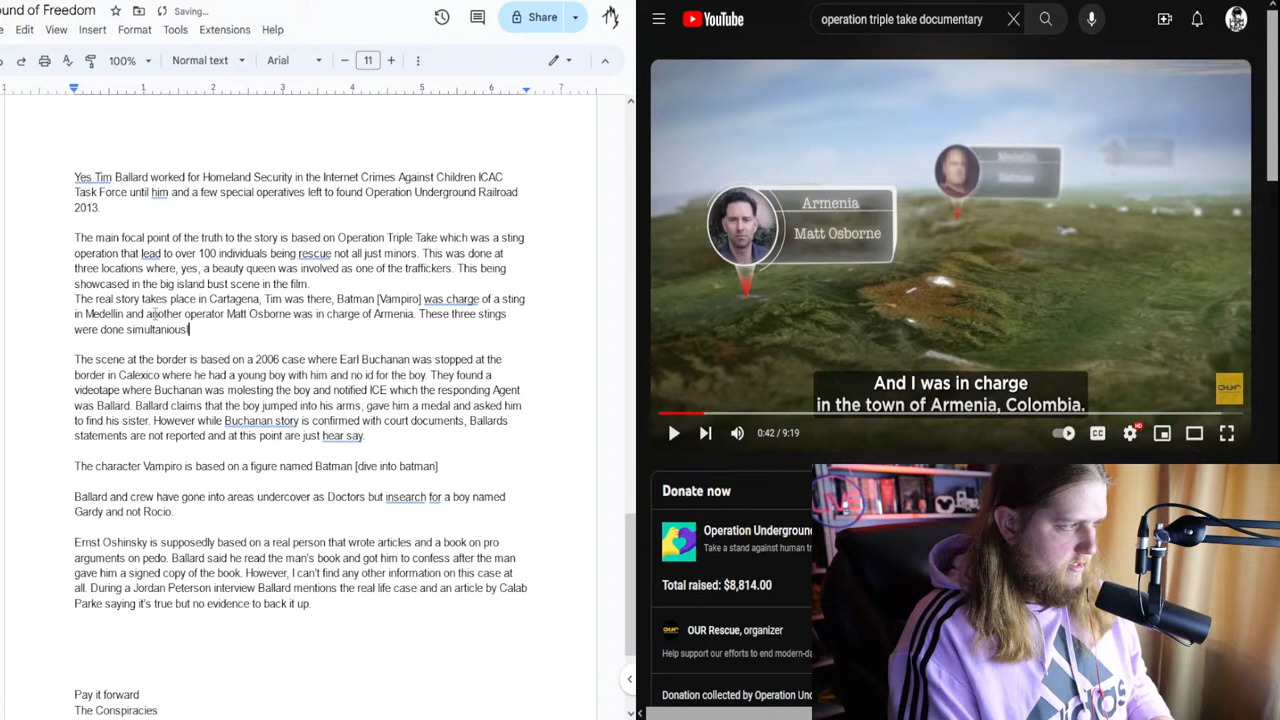 ound of Freedom
Saving...
Share
Edit View Insert Format Tools Extensions Help
100% Normal text Arial 11
1 1 2 3 4 5 6 7
Yes Tim Ballard worked for Homeland Security in the Internet Crimes Against Children ICAC
Task Force until him and a few special operatives left to found Operation Underground Railroad
2013.
The main focal point of the truth to the story is based on Operation Triple Take which was a sting
operation that lead to over 100 individuals being rescue not all just minors. This was done at
three locations where, yes, a beauty queen was involved as one of the traffickers. This being
showcased in the big island bust scene in the film.
The real story takes place in Cartagena, Tim was there, Batman [Vampiro] was charge of a sting
in Medellin and another operator Matt Osborne was in charge of Armenia. These three stings
were done simultanious
The scene at the border is based on a 2006 case where Earl Buchanan was stopped at the
border in Calexico where he had a young boy with him and no id for the boy. They found a
videotape where Buchanan was molesting the boy and notified ICE which the responding Agent
was Ballard. Ballard claims that the boy jumped into his arms, gave him a medal and asked him
to find his sister. However while Buchanan story is confirmed with court documents, Ballards
statements are not reported and at this point are just hear say.
The character Vampiro is based on a figure named Batman [dive into batman]
Ballard and crew have gone into areas undercover as Doctors but insearch for a boy named
Gardy and not Rocio.
Ernst Oshinsky is supposedly based on a real person that wrote articles and a book on pro
arguments on pedo. Ballard said he read the man's book and got him to confess after the man
gave him a signed copy of the book. However, I can't find any other information on this case at
all. During a Jordan Peterson interview Ballard mentions the real life case and an article by Calab
Parke saying it's true but no evidence to back it up.
Pay it forward
The Conspiracies
YouTube
operation triple take documentary
Armenia
Matt Osborne
Medellin
Batman
And I was in charge
in the town of Armenia, Colombia.
OUR
0:42 / 9:19
HD
Donate now
Operation Undergroun
Take a stand against human tr
Total raised: $8,814.00
OUR
OUR Rescue, organizer
Help support our efforts to end modern-da
Donation collected by Operation Und
LIVE
adidas